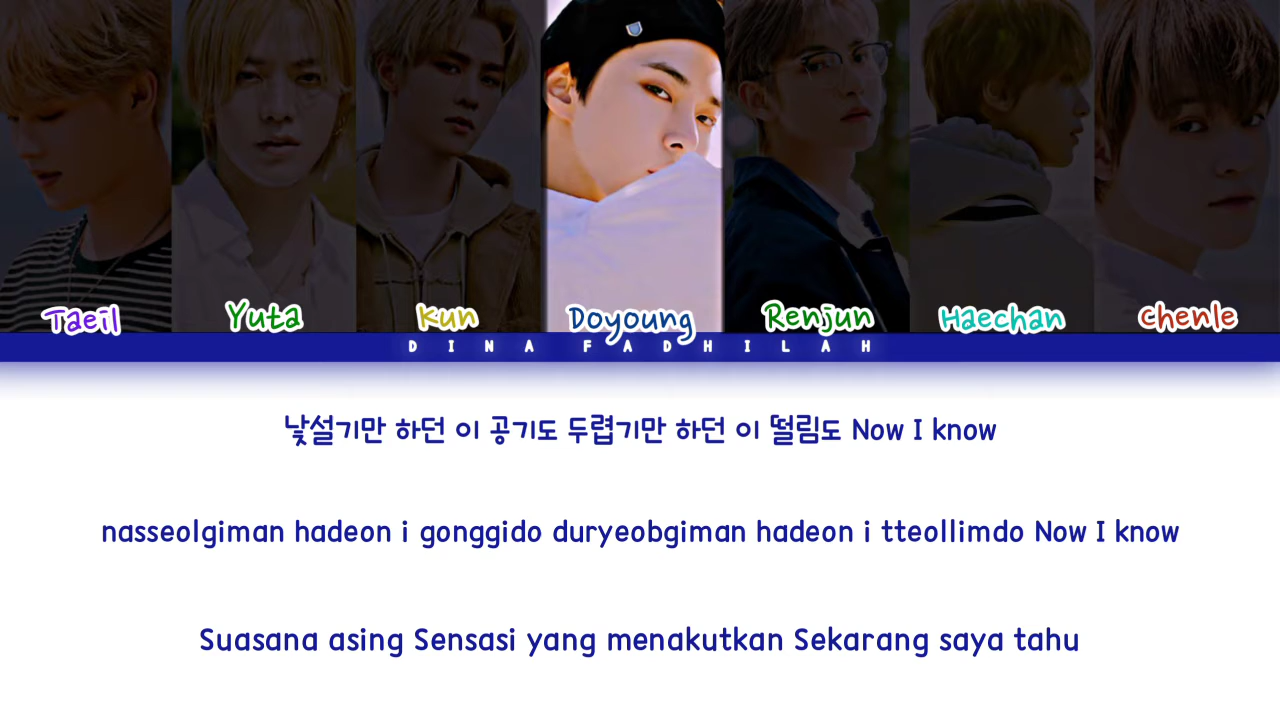 Taeil Yuta Kun Doyoung Renjun Haechan Chenle
DINA FADHILAH
낯설기만 하던 이 공기도 두렵기만 하던 이 떨림도 Now I know
nasseolgiman hadeon i gonggido duryeobgiman hadeon i tteollimdo Now I know
Suasana asing Sensasi yang menakutkan Sekarang saya tahu